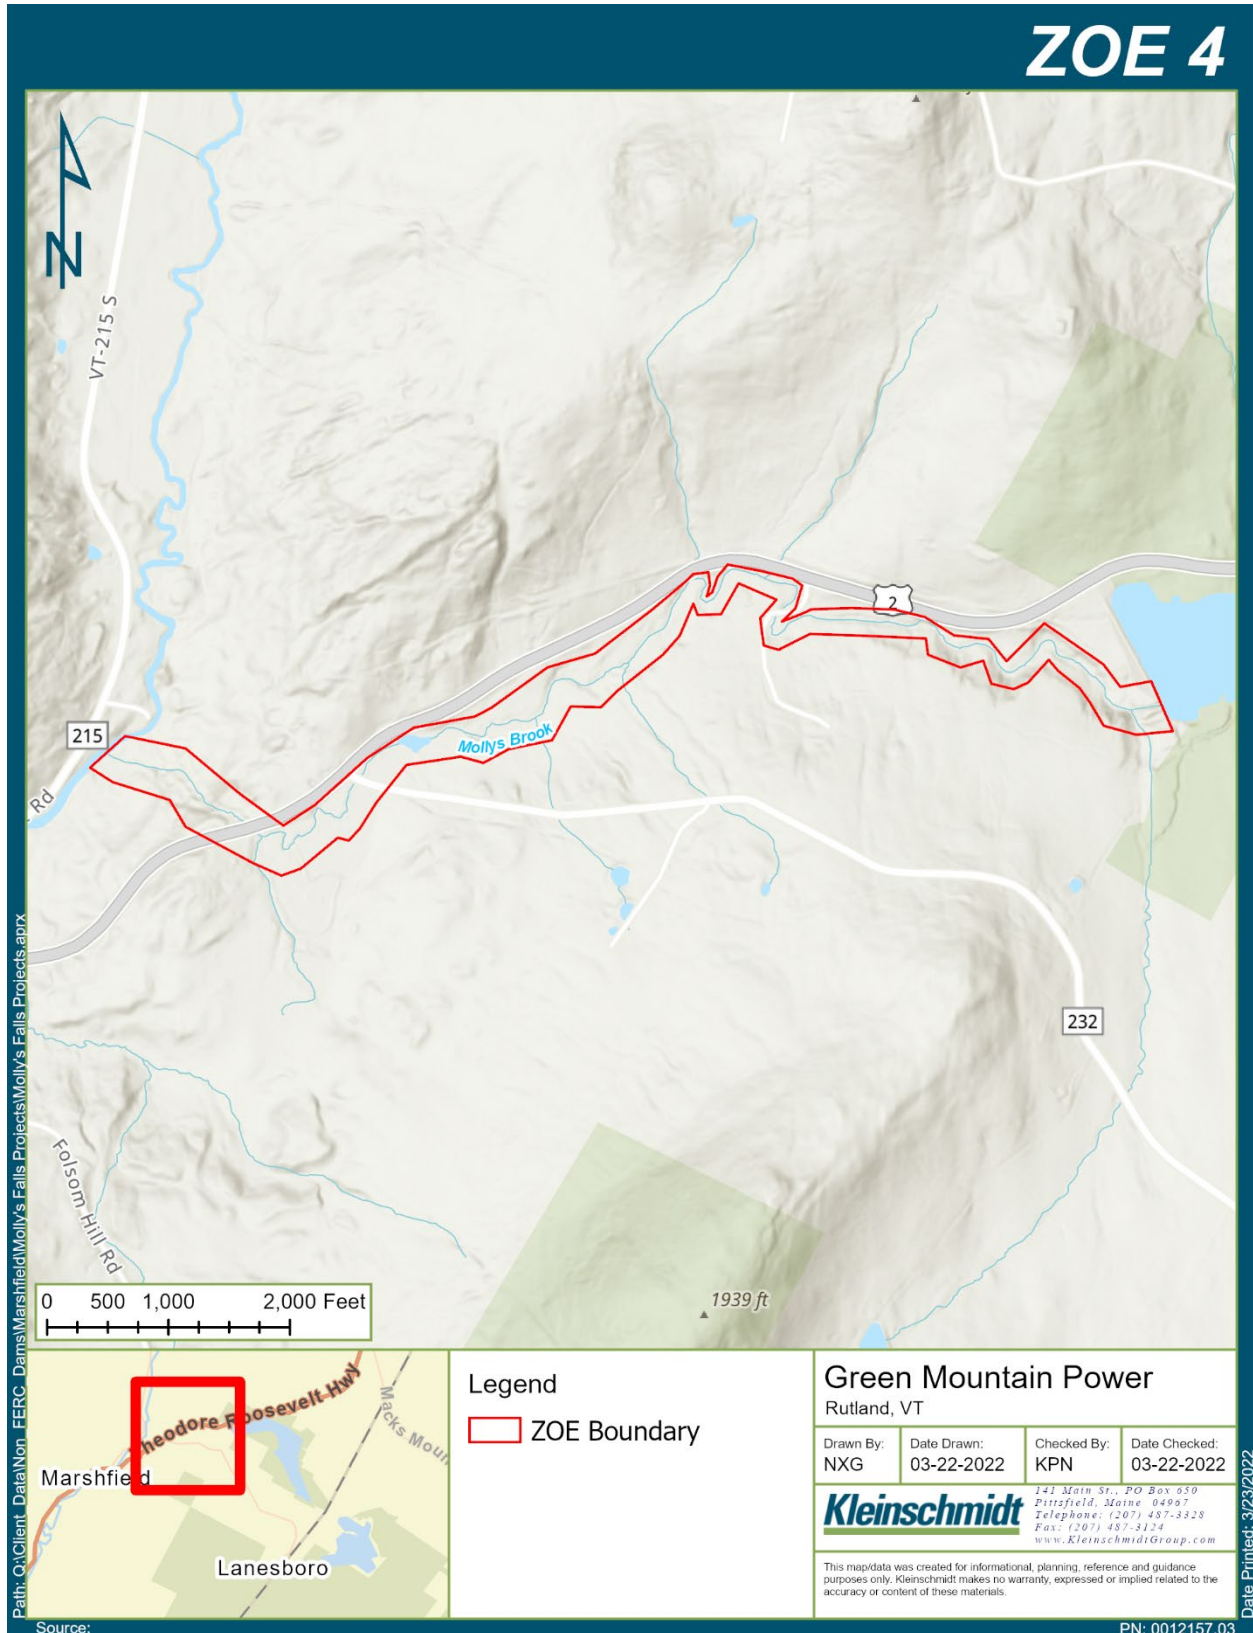 ZOE 4
N
VT-215 S
2
215
Rd
Mollys Brook
232
Folsom Hill Rd
1939 ft
0 500 1,000 2,000 Feet
Theodore Roosevelt Hwy
Macks Moun
Marshfield
Lanesboro
Legend
ZOE Boundary
Green Mountain Power
Rutland, VT
Drawn By:
NXG
Date Drawn:
03-22-2022
Checked By:
KPN
Date Checked:
03-22-2022
Kleinschmidt
141 Main St., PO Box 650
Pittsfield, Maine 04967
Telephone: (207) 487-3328
Fax: (207) 487-3124
www.KleinschmidtGroup.com
This map/data was created for informational, planning, reference and guidance
purposes only. Kleinschmidt makes no warranty, expressed or implied related to the
accuracy or content of these materials.
Path: Q:\Client_Data\Non_FERC_Dams\Marshfield\Molly's Falls Projects\Molly's Falls Projects.aprx
Date Printed: 3/23/2022
Source:
PN: 0012157.03